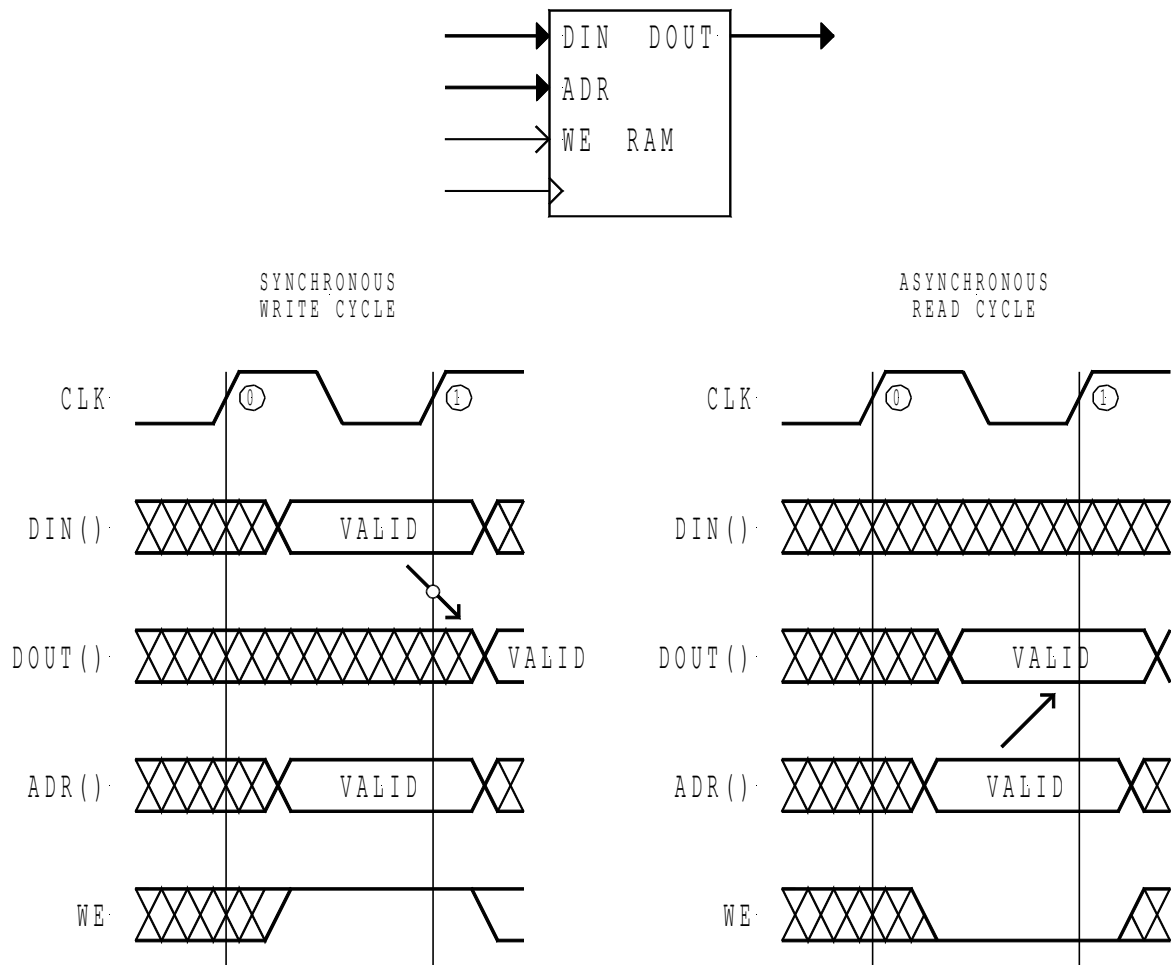 DIN DOUT
ADR
WE RAM
SYNCHRONOUS
WRITE CYCLE
CLK
0
1
DIN()
VALID
DOUT()
VALID
ADR()
VALID
WE
ASYNCHRONOUS
READ CYCLE
CLK
0
1
DIN()
DOUT()
VALID
ADR()
VALID
WE